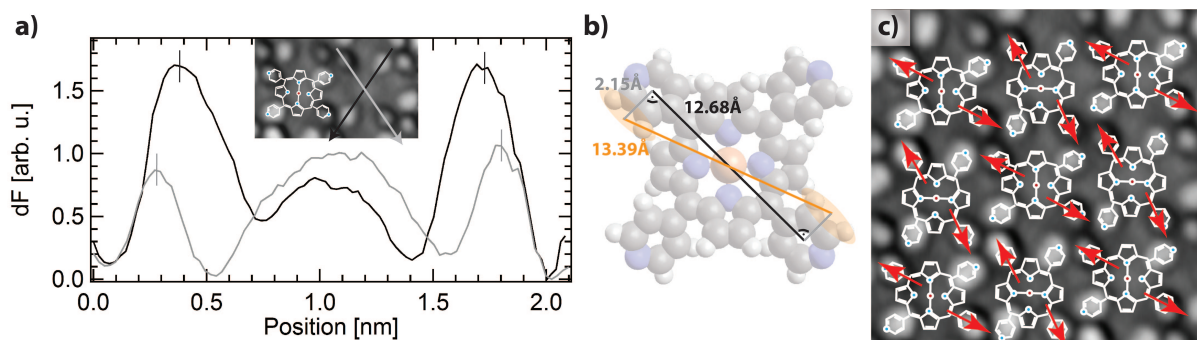 a)
dF [arb. u.]
1.5
1.0
0.5
0.0
0.0 0.5 1.0 1.5 2.0
Position [nm]
b)
2.15Å
12.68Å
13.39Å
c)